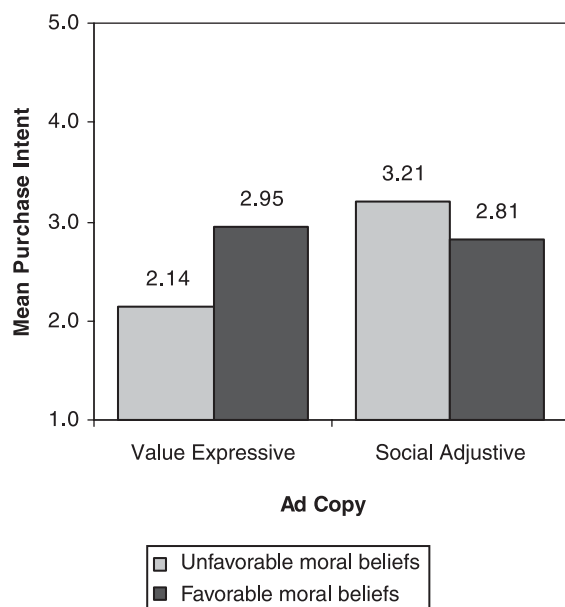 5.0
4.0
3.0
2.0
1.0
Mean Purchase Intent
2.14
2.95
3.21
2.81
Value Expressive
Social Adjustive
Ad Copy
Unfavorable moral beliefs
Favorable moral beliefs